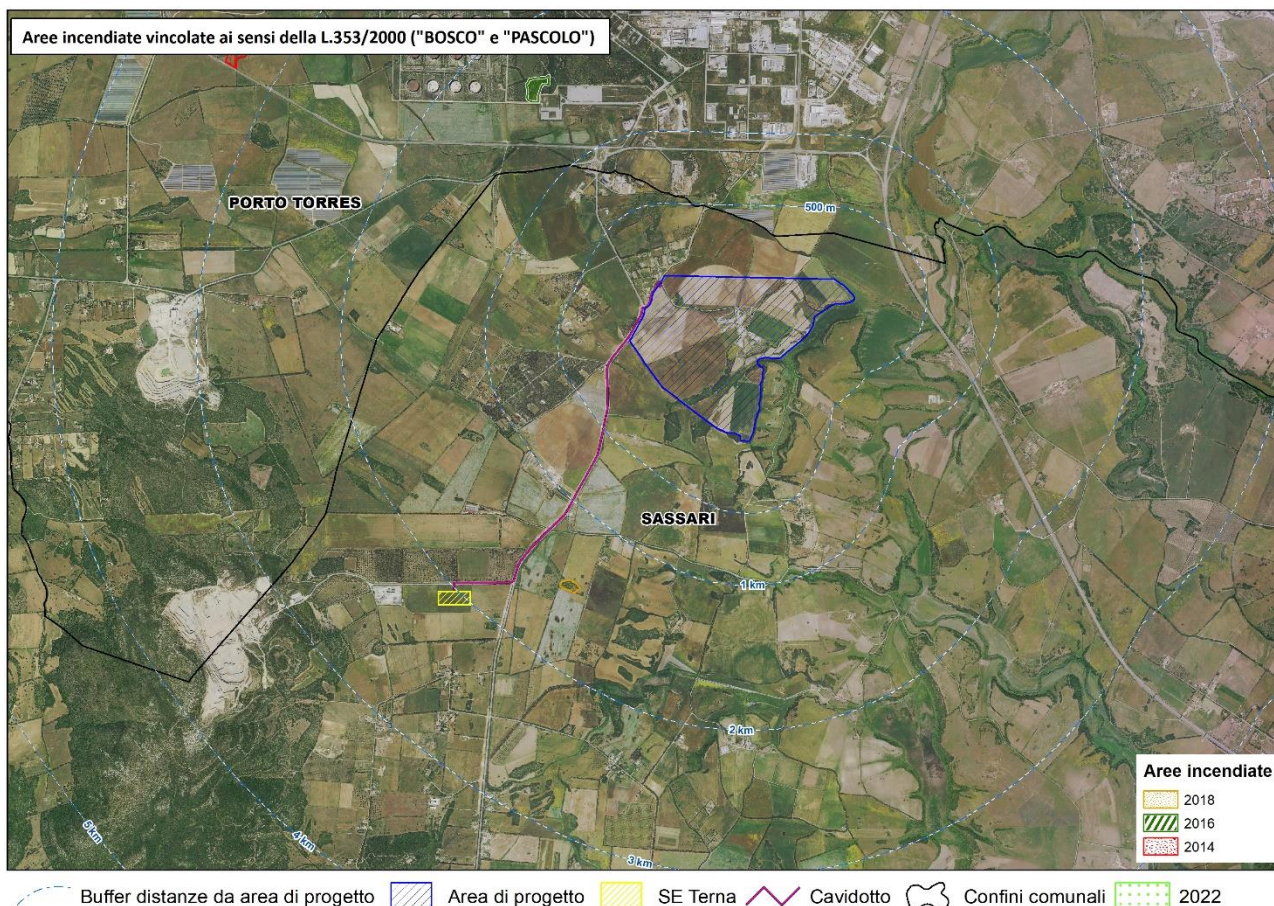 Aree incendiate vincolate ai sensi della L.353/2000 ("BOSCO" e "PASCOLO")
PORTO TORRES
500 m
SASSARI
1 km
2 km
5 km
4 km
3 km
Aree incendiate
2018
2016
2014
Buffer distanze da area di progetto Area di progetto SE Terna Cavidotto Confini comunali 2022